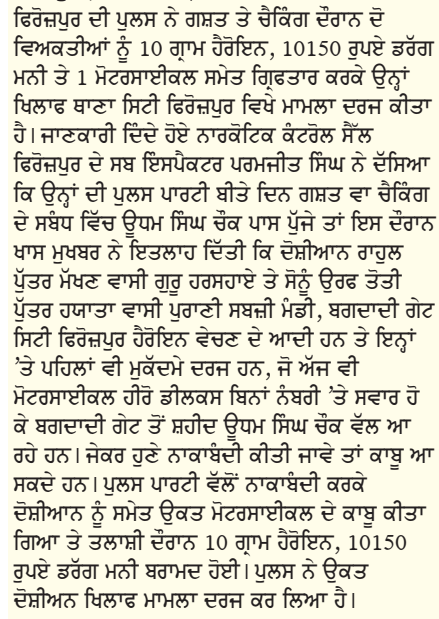 ਫਿਰੋਜ਼ਪੁਰ ਦੀ ਪੁਲਸ ਨੇ ਗਸ਼ਤ ਤੇ ਚੈਕਿੰਗ ਦੌਰਾਨ ਦੋ
ਵਿਅਕਤੀਆਂ ਨੂੰ 10 ਗ੍ਰਾਮ ਹੈਰੋਇਨ, 10150 ਰੁਪਏ ਡਰੱਗ
ਮਨੀ ਤੇ 1 ਮੋਟਰਸਾਈਕਲ ਸਮੇਤ ਗ੍ਰਿਫਤਾਰ ਕਰਕੇ ਉਨ੍ਹਾਂ
ਖਿਲਾਫ ਥਾਣਾ ਸਿਟੀ ਫਿਰੋਜ਼ਪੁਰ ਵਿਖੇ ਮਾਮਲਾ ਦਰਜ ਕੀਤਾ
ਹੈ। ਜਾਣਕਾਰੀ ਦਿੰਦੇ ਹੋਏ ਨਾਰਕੋਟਿਕ ਕੰਟਰੋਲ ਸੈੱਲ
ਫਿਰੋਜ਼ਪੁਰ ਦੇ ਸਬ ਇੰਸਪੈਕਟਰ ਪਰਮਜੀਤ ਸਿੰਘ ਨੇ ਦੱਸਿਆ
ਕਿ ਉਨ੍ਹਾਂ ਦੀ ਪੁਲਸ ਪਾਰਟੀ ਬੀਤੇ ਦਿਨ ਗਸ਼ਤ ਵਾ ਚੈਕਿੰਗ
ਦੇ ਸਬੰਧ ਵਿੱਚ ਊਧਮ ਸਿੰਘ ਚੌਕ ਪਾਸ ਪੁੱਜੇ ਤਾਂ ਇਸ ਦੌਰਾਨ
ਖਾਸ ਮੁਖਬਰ ਨੇ ਇਤਲਾਹ ਦਿੱਤੀ ਕਿ ਦੋਸ਼ੀਆਨ ਰਾਹੁਲ
ਪੁੱਤਰ ਮੱਖਣ ਵਾਸੀ ਗੁਰੂ ਹਰਸਹਾਏ ਤੇ ਸੋਨੂੰ ਉਰਫ ਤੋਤੀ
ਪੁੱਤਰ ਹਯਾਤਾ ਵਾਸੀ ਪੁਰਾਣੀ ਸਬਜ਼ੀ ਮੰਡੀ, ਬਗਦਾਦੀ ਗੇਟ
ਸਿਟੀ ਫਿਰੋਜ਼ਪੁਰ ਹੈਰੋਇਨ ਵੇਚਣ ਦੇ ਆਦੀ ਹਨ ਤੇ ਇਨ੍ਹਾਂ
’ਤੇ ਪਹਿਲਾਂ ਵੀ ਮੁਕੱਦਮੇ ਦਰਜ ਹਨ, ਜੋ ਅੱਜ ਵੀ
ਮੋਟਰਸਾਈਕਲ ਹੀਰੋ ਡੀਲਕਸ ਬਿਨਾਂ ਨੰਬਰੀ ’ਤੇ ਸਵਾਰ ਹੋ
ਕੇ ਬਗਦਾਦੀ ਗੇਟ ਤੋਂ ਸ਼ਹੀਦ ਊਧਮ ਸਿੰਘ ਚੌਕ ਵੱਲ ਆ
ਰਹੇ ਹਨ। ਜੇਕਰ ਹੁਣੇ ਨਾਕਾਬੰਦੀ ਕੀਤੀ ਜਾਵੇ ਤਾਂ ਕਾਬੂ ਆ
ਸਕਦੇ ਹਨ। ਪੁਲਸ ਪਾਰਟੀ ਵੱਲੋਂ ਨਾਕਾਬੰਦੀ ਕਰਕੇ
ਦੋਸ਼ੀਆਨ ਨੂੰ ਸਮੇਤ ਉਕਤ ਮੋਟਰਸਾਈਕਲ ਦੇ ਕਾਬੂ ਕੀਤਾ
ਗਿਆ ਤੇ ਤਲਾਸ਼ੀ ਦੌਰਾਨ 10 ਗ੍ਰਾਮ ਹੈਰੋਇਨ, 10150
ਰੁਪਏ ਡਰੱਗ ਮਨੀ ਬਰਾਮਦ ਹੋਈ। ਪੁਲਸ ਨੇ ਉਕਤ
ਦੋਸ਼ੀਅਨ ਖਿਲਾਫ ਮਾਮਲਾ ਦਰਜ ਕਰ ਲਿਆ ਹੈ।